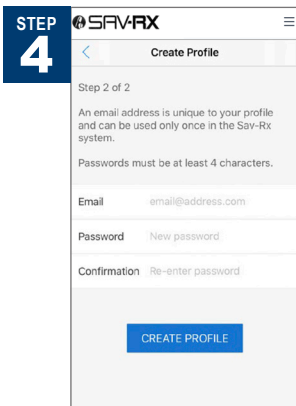 STEP
4
SAV-RX
Create Profile
Step 2 of 2
An email address is unique to your profile
and can be used only once in the Sav-Rx
system.
Passwords must be at least 4 characters.
Email email@address.com
Password New password
Confirmation Re-enter password
CREATE PROFILE